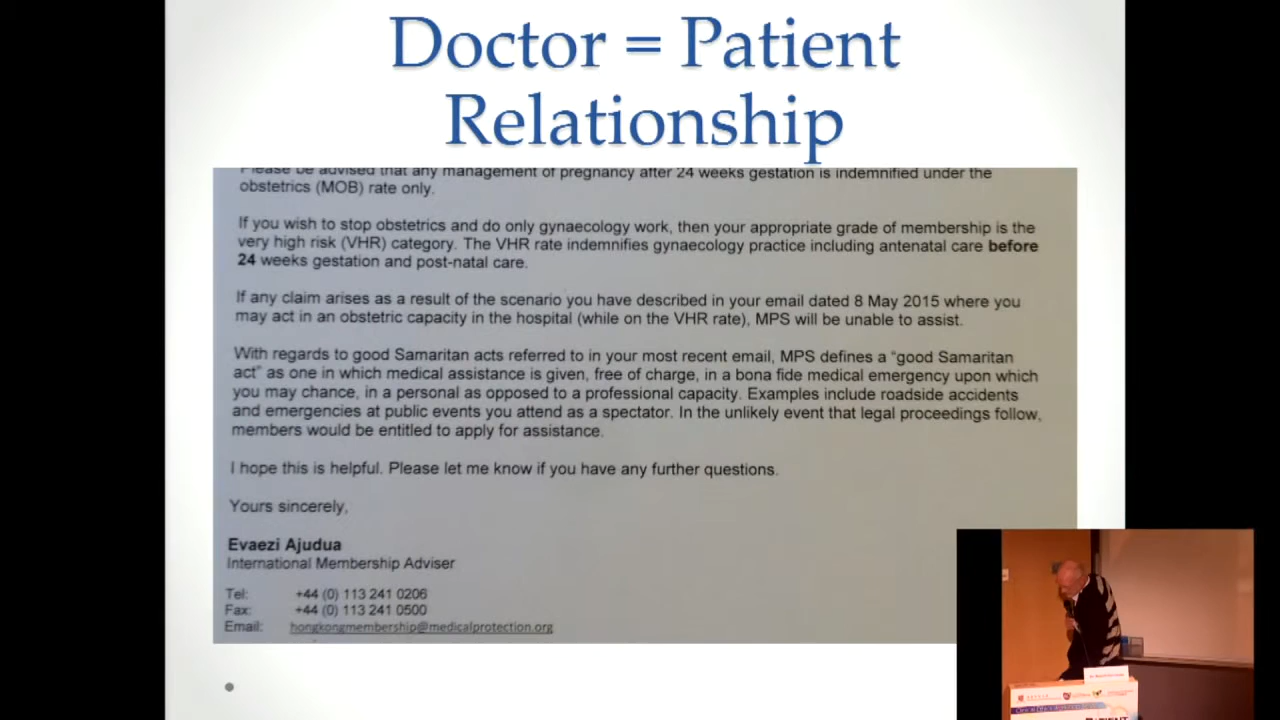 Doctor = Patient
Relationship
Please be advised that any management of pregnancy after 24 weeks gestation is indemnified under the
obstetrics (MOB) rate only.
If you wish to stop obstetrics and do only gynaecology work, then your appropriate grade of membership is the
very high risk (VHR) category. The VHR rate indemnifies gynaecology practice including antenatal care before
24 weeks gestation and post-natal care.
If any claim arises as a result of the scenario you have described in your email dated 8 May 2015 where you
may act in an obstetric capacity in the hospital (while on the VHR rate), MPS will be unable to assist.
With regards to good Samaritan acts referred to in your most recent email, MPS defines a “good Samaritan
act” as one in which medical assistance is given, free of charge, in a bona fide medical emergency upon which
you may chance, in a personal as opposed to a professional capacity. Examples include roadside accidents
and emergencies at public events you attend as a spectator. In the unlikely event that legal proceedings follow,
members would be entitled to apply for assistance.
I hope this is helpful. Please let me know if you have any further questions.
Yours sincerely,
Evaezi Ajudua
International Membership Adviser
Tel: +44 (0) 113 241 0206
Fax: +44 (0) 113 241 0500
Email: hongkongmembership@medicalprotection.org